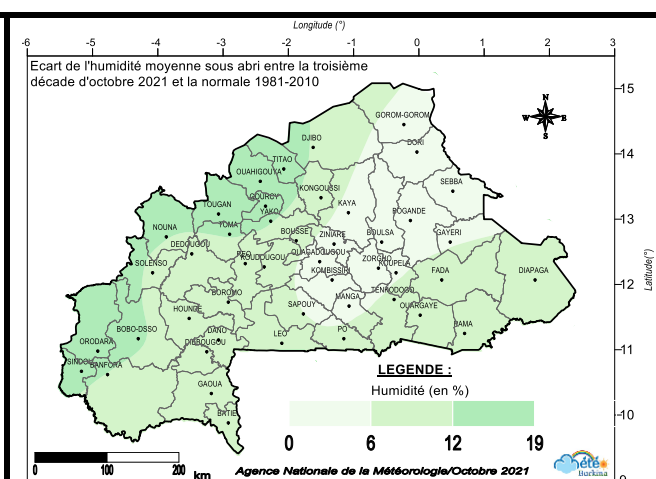 Longitude (°)
-6 -5 -4 -3 -2 -1 0 1 2 3
Ecart de l'humidité moyenne sous abri entre la troisième
décade d'octobre 2021 et la normale 1981-2010
-15
GOROM-GOROM
N
W E
S
DJIBO
DORI
-14
TITAO
OUAHIGOUYA
SEBBA
KONGOUSSI
GOURCY
TOUGAN
KAYA
YAKO
BOGANDE
-13
NOUNA
TOMA
BOUSSE
ZINIARE
BOULSA
GAYERI
DEDOUGOU
OUAGADOUGOU
REO
KOUDOUGOU
ZORGHO
SOLENSO
KOMBISSIRI
KOUPELA
FADA
DIAPAGA
-12
Latitude(°)
BOROMO
MANGA
TENKODOGO
SAPOUY
OUARGAYE
HOUNDE
BOBO-DSSO
DANO
LEO
PO
PAMA
ORODARA
DIEBOUGOU
-11
SINDOU
BANFORA
LEGENDE :
GAOUA
Humidité (en %)
BATIE
-10
0 6 12 19
0 100 200
km
Agence Nationale de la Météorologie/Octobre 2021
météo
Burkina